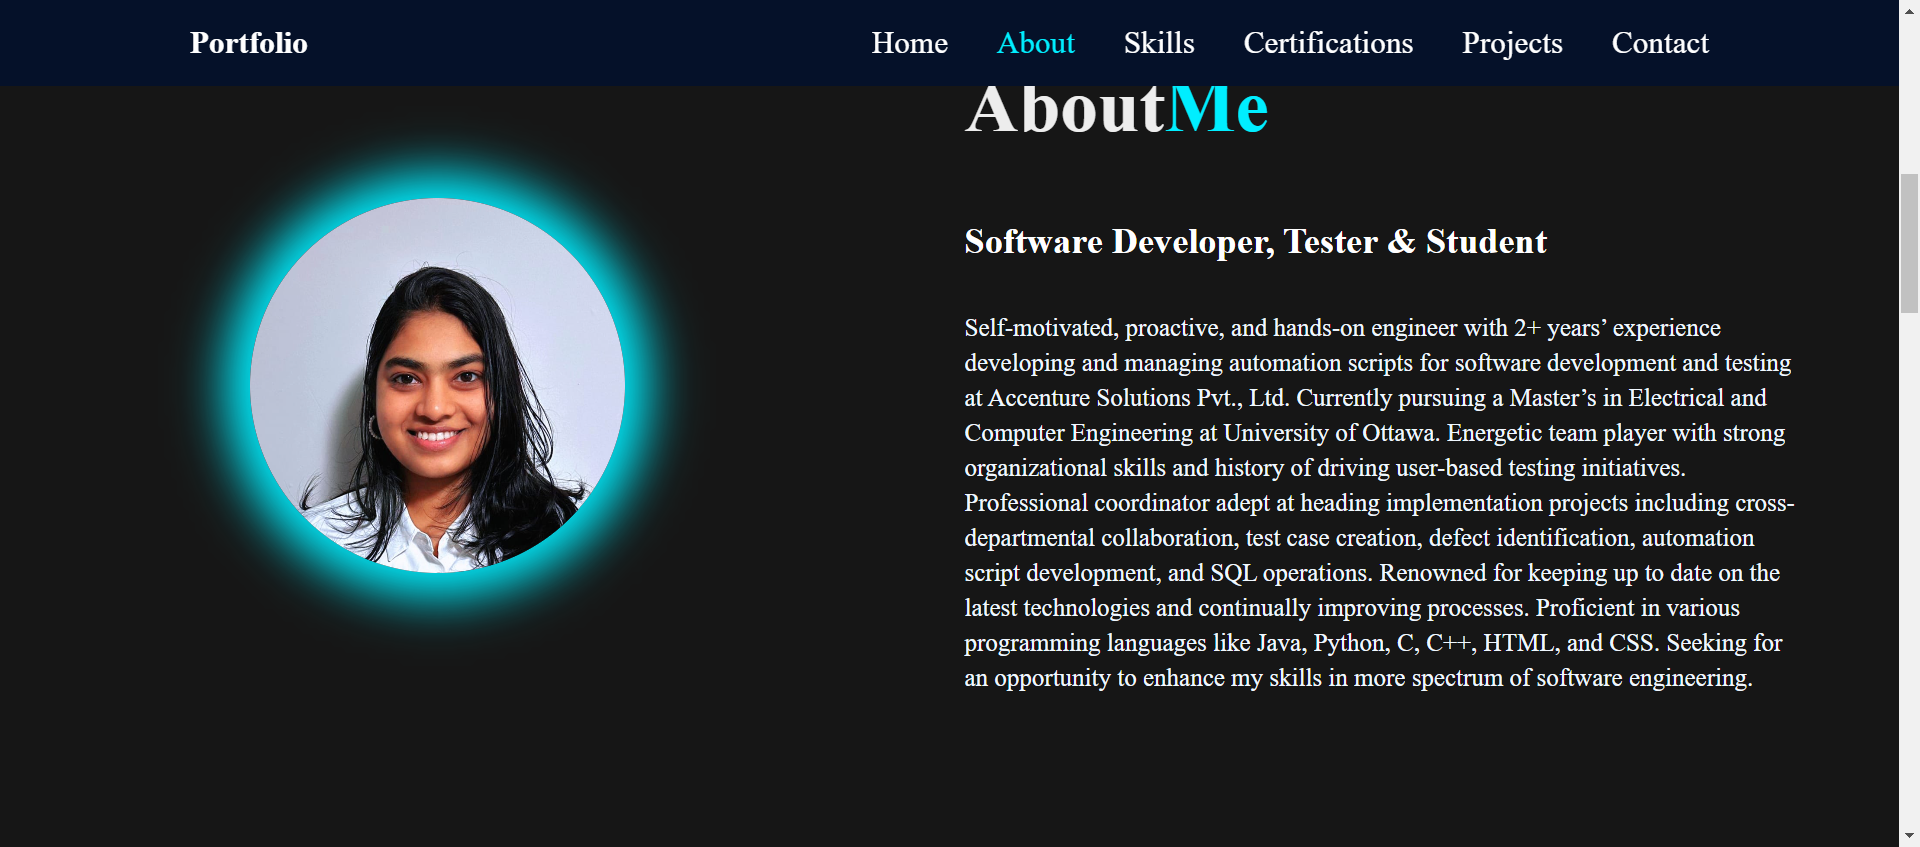 Portfolio
Home About Skills Certifications Projects Contact
AboutMe
Software Developer, Tester & Student
Self-motivated, proactive, and hands-on engineer with 2+ years’ experience
developing and managing automation scripts for software development and testing
at Accenture Solutions Pvt., Ltd. Currently pursuing a Master’s in Electrical and
Computer Engineering at University of Ottawa. Energetic team player with strong
organizational skills and history of driving user-based testing initiatives.
Professional coordinator adept at heading implementation projects including cross-
departmental collaboration, test case creation, defect identification, automation
script development, and SQL operations. Renowned for keeping up to date on the
latest technologies and continually improving processes. Proficient in various
programming languages like Java, Python, C, C++, HTML, and CSS. Seeking for
an opportunity to enhance my skills in more spectrum of software engineering.